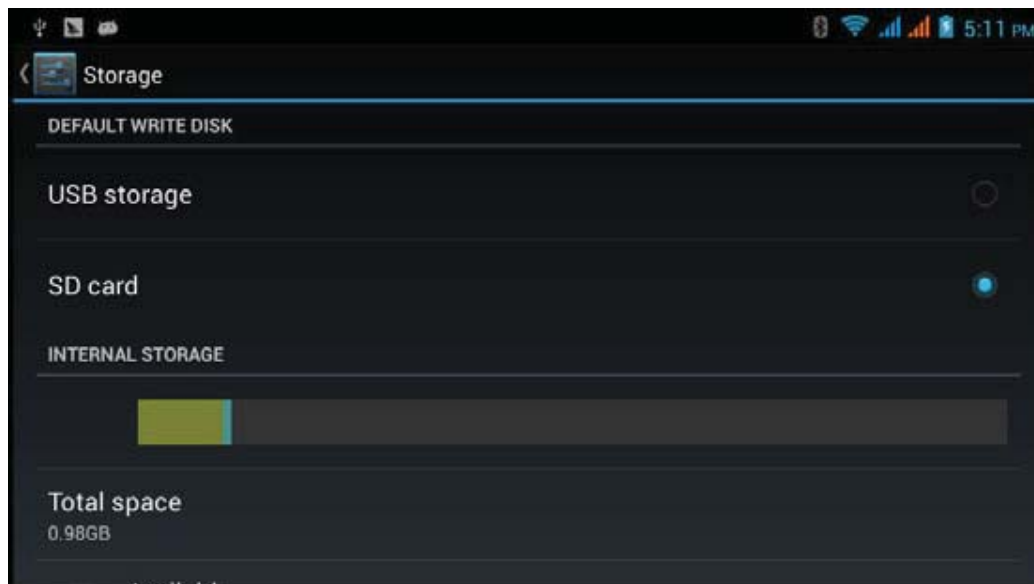 5:11 PM
Storage
DEFAULT WRITE DISK
USB storage
SD card
INTERNAL STORAGE
Total space
0.98GB